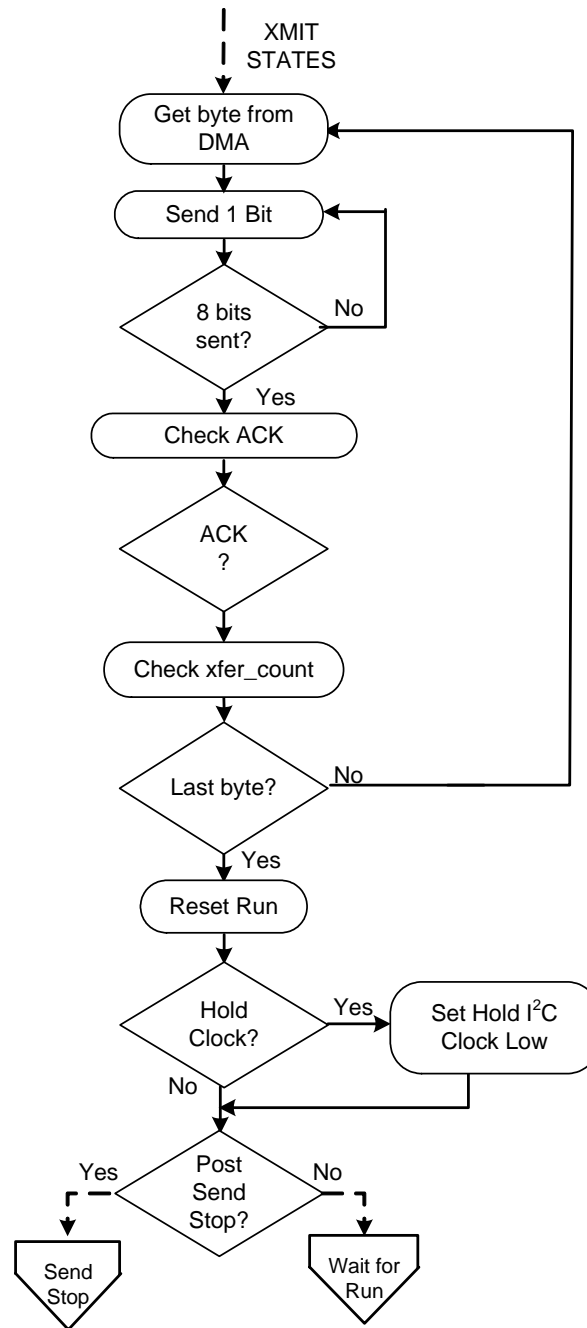 XMIT
STATES
Get byte from
DMA
Send 1 Bit
8 bits
sent?
No
Yes
Check ACK
ACK
?
Check xfer_count
Last byte?
No
Yes
Reset Run
Hold
Clock?
Yes
Set Hold I²C
Clock Low
No
Post
Send
Stop?
Yes
No
Send
Stop
Wait for
Run